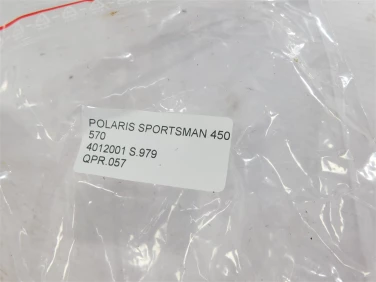 POLARIS SPORTSMAN 450
570
4012001 S.979
QPR.057